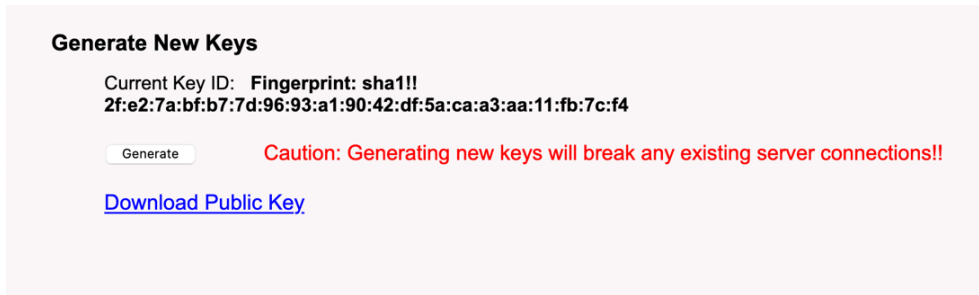 Generate New Keys
Current Key ID: Fingerprint: sha1!!
2f:e2:7a:bf:b7:7d:96:93:a1:90:42:df:5a:ca:a3:aa:11:fb:7c:f4
Generate Caution: Generating new keys will break any existing server connections!!
Download Public Key